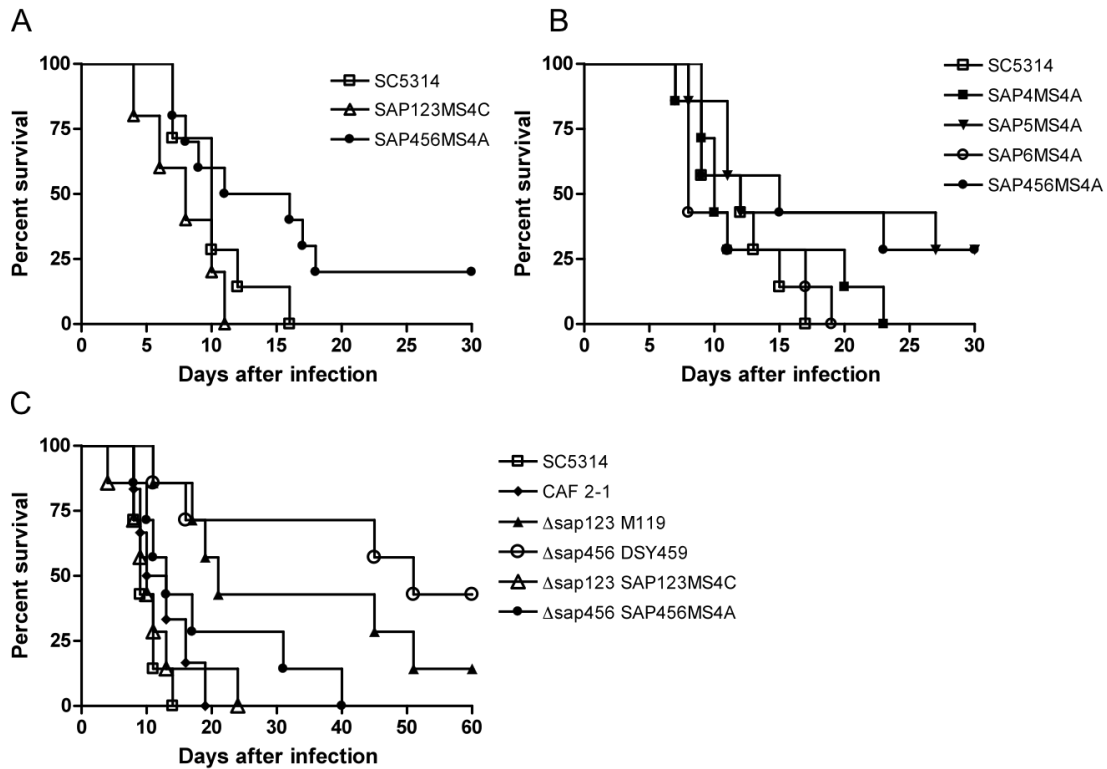 A
100
75
50
25
0
Percent survival
0 5 10 15 20 25 30
Days after infection
SC5314
SAP123MS4C
SAP456MS4A
B
100
75
50
25
0
Percent survival
0 5 10 15 20 25 30
Days after infection
SC5314
SAP4MS4A
SAP5MS4A
SAP6MS4A
SAP456MS4A
C
100
75
50
25
0
Percent survival
0 10 20 30 40 50 60
Days after infection
SC5314
CAF 2-1
Δsap123 M119
Δsap456 DSY459
Δsap123 SAP123MS4C
Δsap456 SAP456MS4A